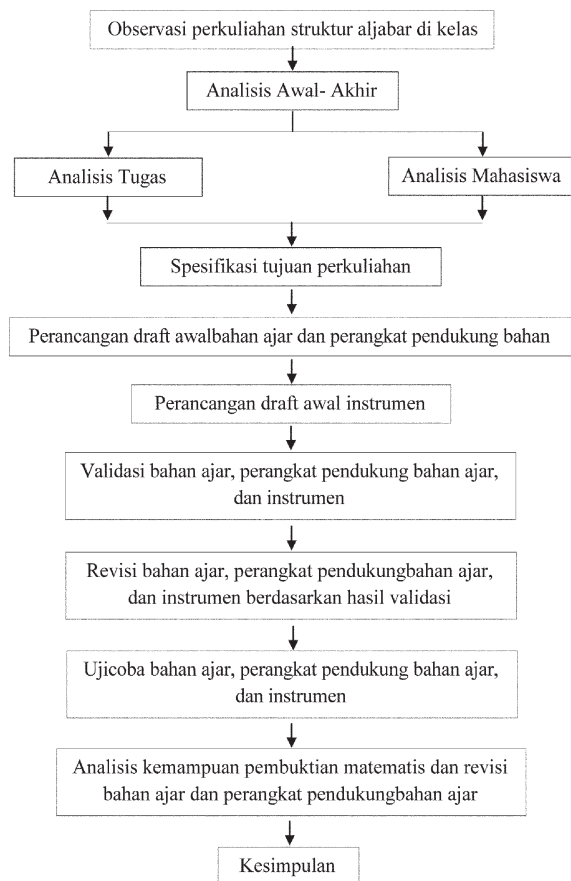 Observasi perkuliahan struktur aljabar di kelas
Analisis Awal- Akhir
Analisis Tugas
Analisis Mahasiswa
Spesifikasi tujuan perkuliahan
Perancangan draft awalbahan ajar dan perangkat pendukung bahan
Perancangan draft awal instrumen
Validasi bahan ajar, perangkat pendukung bahan ajar,
dan instrumen
Revisi bahan ajar, perangkat pendukungbahan ajar,
dan instrumen berdasarkan hasil validasi
Ujicoba bahan ajar, perangkat pendukung bahan ajar,
dan instrumen
Analisis kemampuan pembuktian matematis dan revisi
bahan ajar dan perangkat pendukungbahan ajar
Kesimpulan